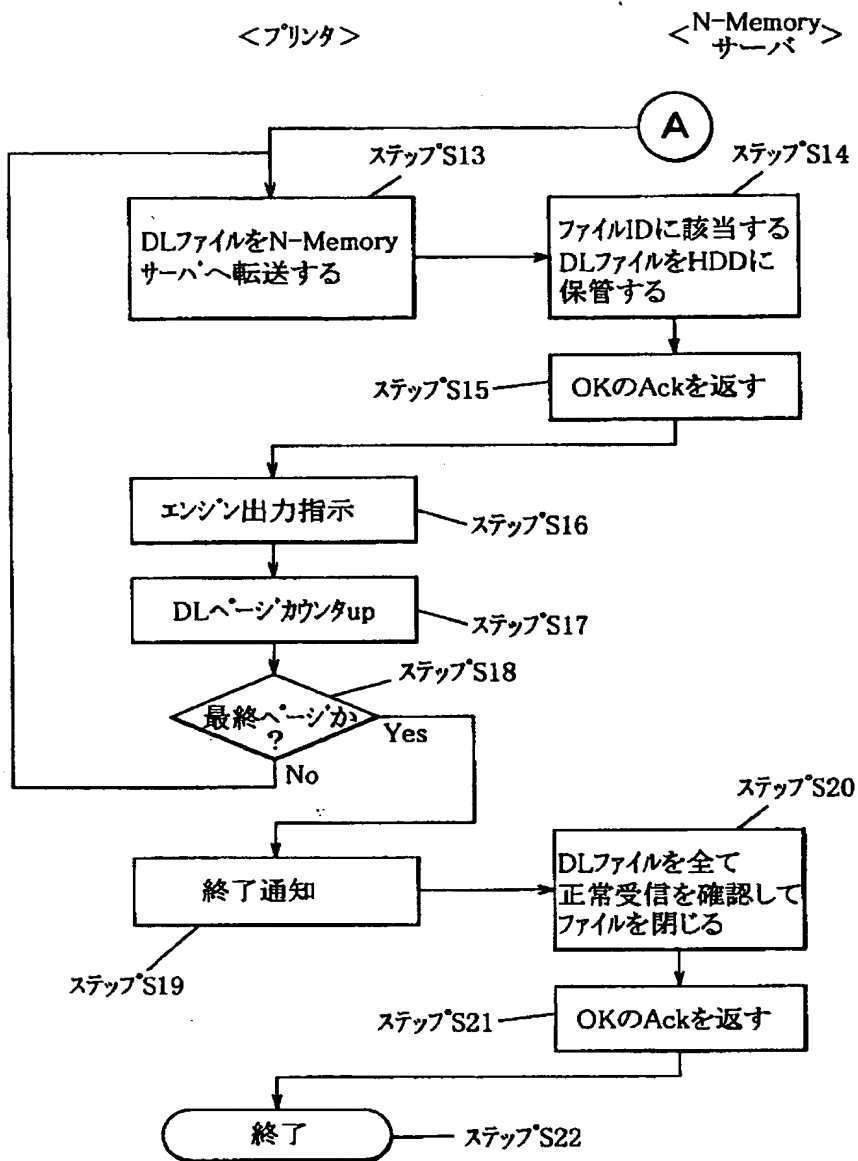 <プリンタ>
<N-Memory
サーバ>
A
ステップS13
ステップS14
DLファイルをN-Memory
サーバへ転送する
ファイルIDに該当する
DLファイルをHDDに
保管する
ステップS15
OKのAckを返す
エンジン出力指示
ステップS16
DLページカウンタup
ステップS17
ステップS18
最終ページか
?
Yes
No
ステップS20
終了通知
DLファイルを全て
正常受信を確認して
ファイルを閉じる
ステップS19
ステップS21
OKのAckを返す
終了
ステップS22